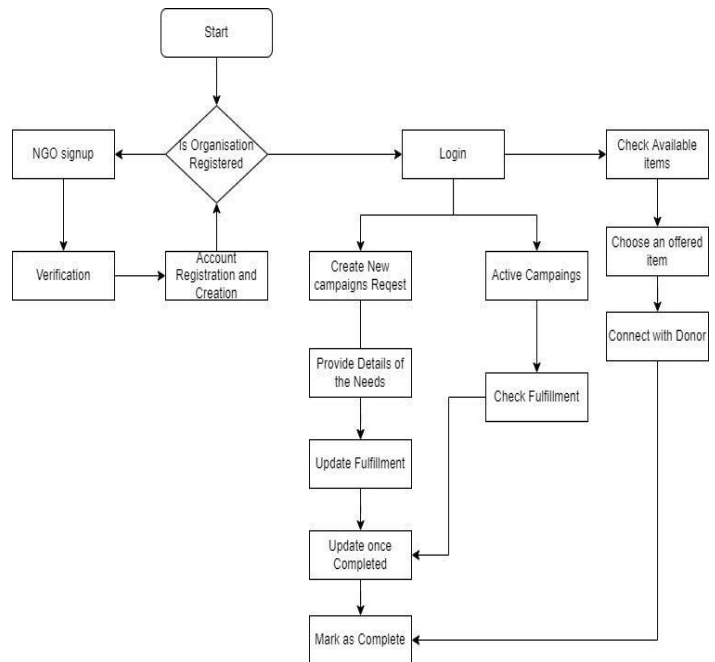 Start
Is Organisation
Registered
NGO signup
Login
Check Available
items
Verification
Account
Registration and
Creation
Create New
campaigns Reqest
Active Campaings
Choose an offered
item
Provide Details of
the Needs
Check Fulfillment
Connect with Donor
Update Fulfillment
Update once
Completed
Mark as Complete